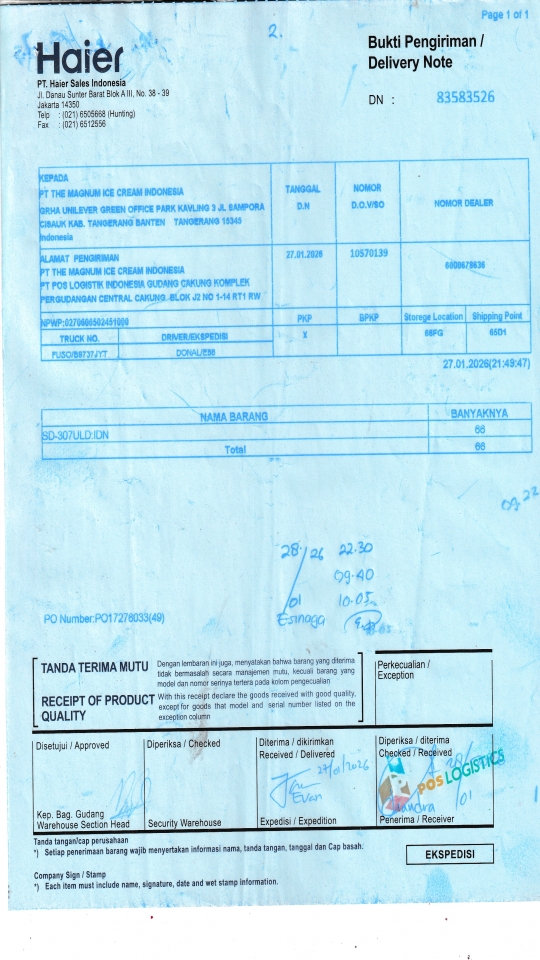 Page 1 of 1
2.
Haier
Bukti Pengiriman /
Delivery Note
PT. Haier Sales Indonesia
Jl. Danau Sunter Barat Blok A III, No. 38 - 39
Jakarta 14350
Telp : (021) 6505668 (Hunting)
Fax : (021) 6512556
DN : 83583526
KEPADA
PT THE MAGNUM ICE CREAM INDONESIA
GRHA UNILEVER GREEN OFFICE PARK KAVLING 3 JL SAMPORA
CISAUK KAB. TANGERANG BANTEN TANGERANG 15345
Indonesia
TANGGAL
D.N
NOMOR
D.O.V/SO
NOMOR DEALER
ALAMAT PENGIRIMAN
PT THE MAGNUM ICE CREAM INDONESIA
PT POS LOGISTIK INDONESIA GUDANG CAKUNG KOMPLEK
PERGUDANGAN CENTRAL CAKUNG. BLOK J2 NO 1-14 RT1 RW
27.01.2026
10570139
6000678636
NPWP:0270600502451000
PKP BPKP Storege Location Shipping Point
TRUCK NO. DRIVER/EKSPEDISI X 66FG 65D1
FUSO/B9737JYT DONAL/E66
27.01.2026(21:49:47)
NAMA BARANG BANYAKNYA
SD-307ULD:IDN 66
Total 66
28/01 26 22.30
09.40
10.05
Esinaga
PO Number:PO17276033(49)
TANDA TERIMA MUTU
Dengan lembaran ini juga, menyatakan bahwa barang yang diterima
tidak bermasalah secara manajemen mutu, kecuali barang yang
model dan nomor serinya tertera pada kolom pengecualian
RECEIPT OF PRODUCT
QUALITY
With this receipt declare the goods received with good quality,
except for goods that model and serial number listed on the
exception column
Perkecualian /
Exception
Disetujui / Approved
Diperiksa / Checked
Diterima / dikirimkan
Received / Delivered
Diperiksa / diterima
Checked / Received
27/01/2026
Evan
28/01
POS LOGISTICS
Kep. Bag. Gudang
Warehouse Section Head
Security Warehouse
Expedisi / Expedition
Penerima / Receiver
Tanda tangan/cap perusahaan
*) Setiap penerimaan barang wajib menyertakan informasi nama, tanda tangan, tanggal dan Cap basah.
EKSPEDISI
Company Sign / Stamp
*) Each item must include name, signature, date and wet stamp information.